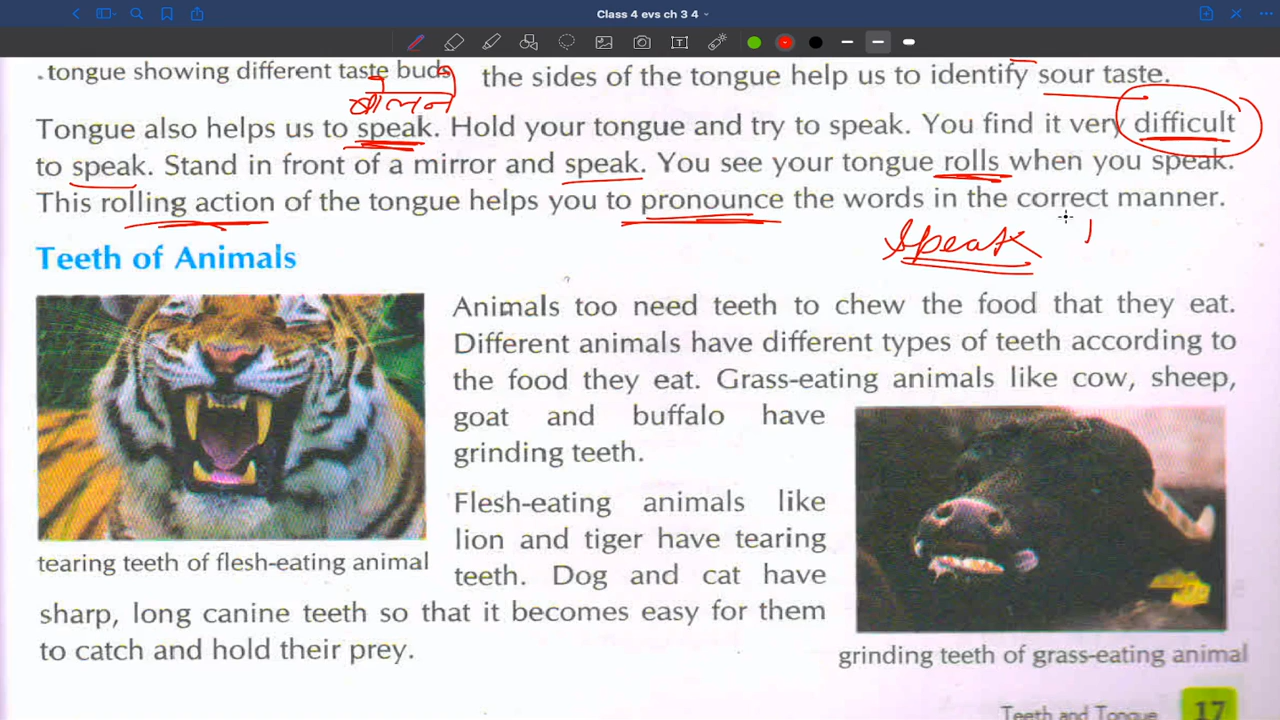 Class 4 evs ch 3 4
.tongue showing different taste buds
the sides of the tongue help us to identify sour taste.
Tongue also helps us to speak. Hold your tongue and try to speak. You find it very difficult
to speak. Stand in front of a mirror and speak. You see your tongue rolls when you speak.
This rolling action of the tongue helps you to pronounce the words in the correct manner.
Speak
Teeth of Animals
Animals too need teeth to chew the food that they eat.
Different animals have different types of teeth according to
the food they eat. Grass-eating animals like cow, sheep,
goat and buffalo have
grinding teeth.
Flesh-eating animals like
lion and tiger have tearing
teeth. Dog and cat have
sharp, long canine teeth so that it becomes easy for them
to catch and hold their prey.
tearing teeth of flesh-eating animal
grinding teeth of grass-eating animal
Teeth and Tongue 17